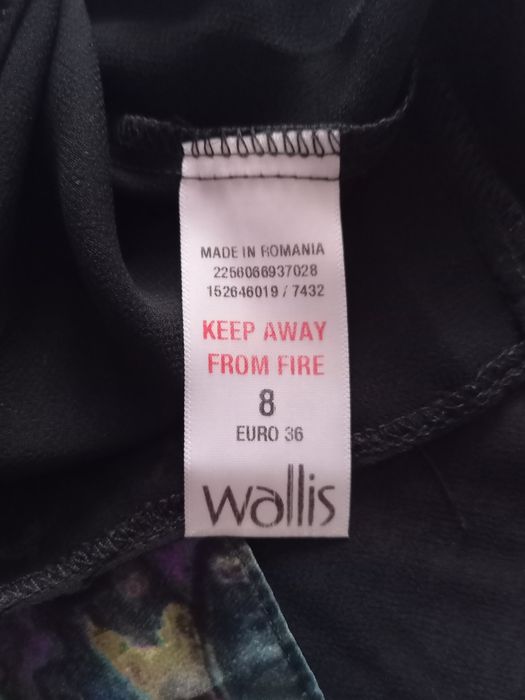 MADE IN ROMANIA
2256066937028
152646019 / 7432
KEEP AWAY
FROM FIRE
8
EURO 36
wallis